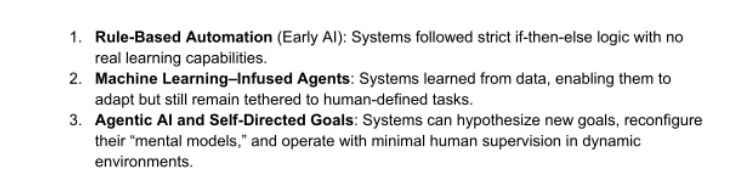 1. Rule-Based Automation (Early AI): Systems followed strict if-then-else logic with no
real learning capabilities.
2. Machine Learning–Infused Agents: Systems learned from data, enabling them to
adapt but still remain tethered to human-defined tasks.
3. Agentic AI and Self-Directed Goals: Systems can hypothesize new goals, reconfigure
their “mental models,” and operate with minimal human supervision in dynamic
environments.